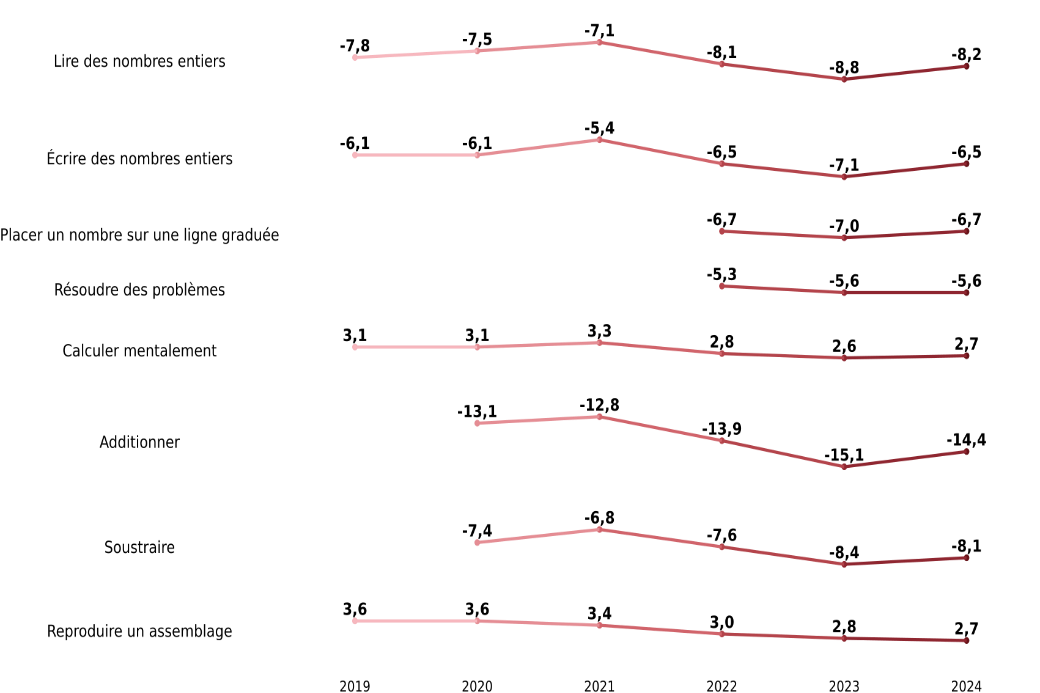 Lire des nombres entiers
-7,8 -7,5 -7,1 -8,1 -8,8 -8,2
Écrire des nombres entiers
-6,1 -6,1 -5,4 -6,5 -7,1 -6,5
Placer un nombre sur une ligne graduée
-6,7 -7,0 -6,7
Résoudre des problèmes
-5,3 -5,6 -5,6
Calculer mentalement
3,1 3,1 3,3 2,8 2,6 2,7
Additionner
-13,1 -12,8 -13,9 -15,1 -14,4
Soustraire
-7,4 -6,8 -7,6 -8,4 -8,1
Reproduire un assemblage
3,6 3,6 3,4 3,0 2,8 2,7
2019 2020 2021 2022 2023 2024